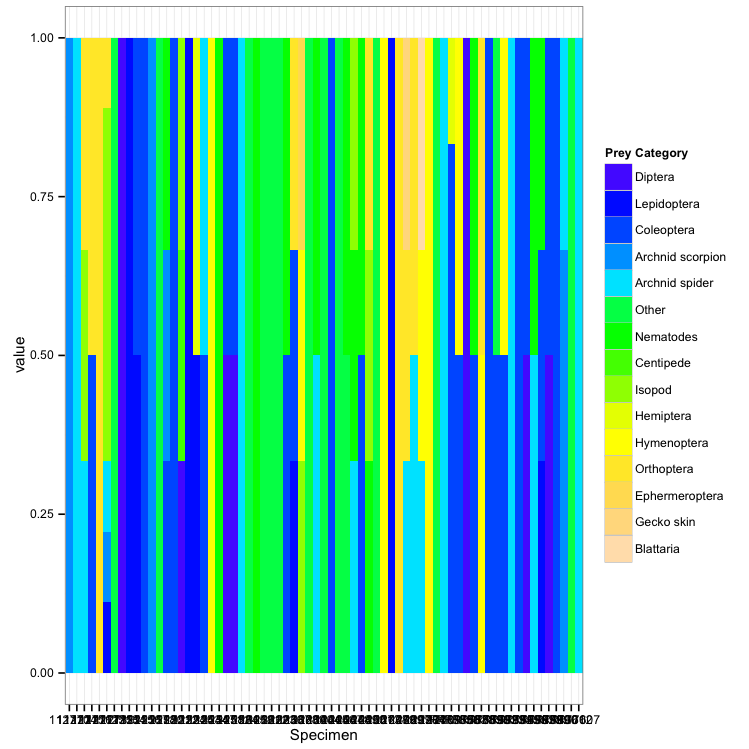 1.00
0.75
0.50
0.25
0.00
value
Specimen
Prey Category
Diptera
Lepidoptera
Coleoptera
Archnid scorpion
Archnid spider
Other
Nematodes
Centipede
Isopod
Hemiptera
Hymenoptera
Orthoptera
Ephermeroptera
Gecko skin
Blattaria